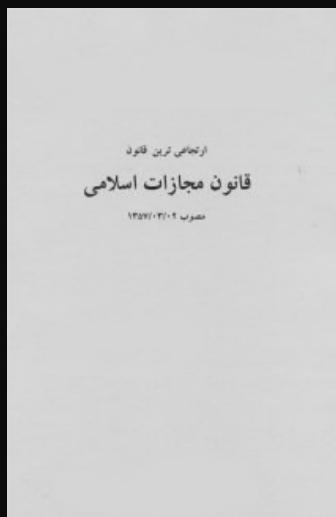 ارتجاعی ترین قانون
قانون مجازات اسلامی
مصوب ۱۳۵۷/۰۳/۰۲